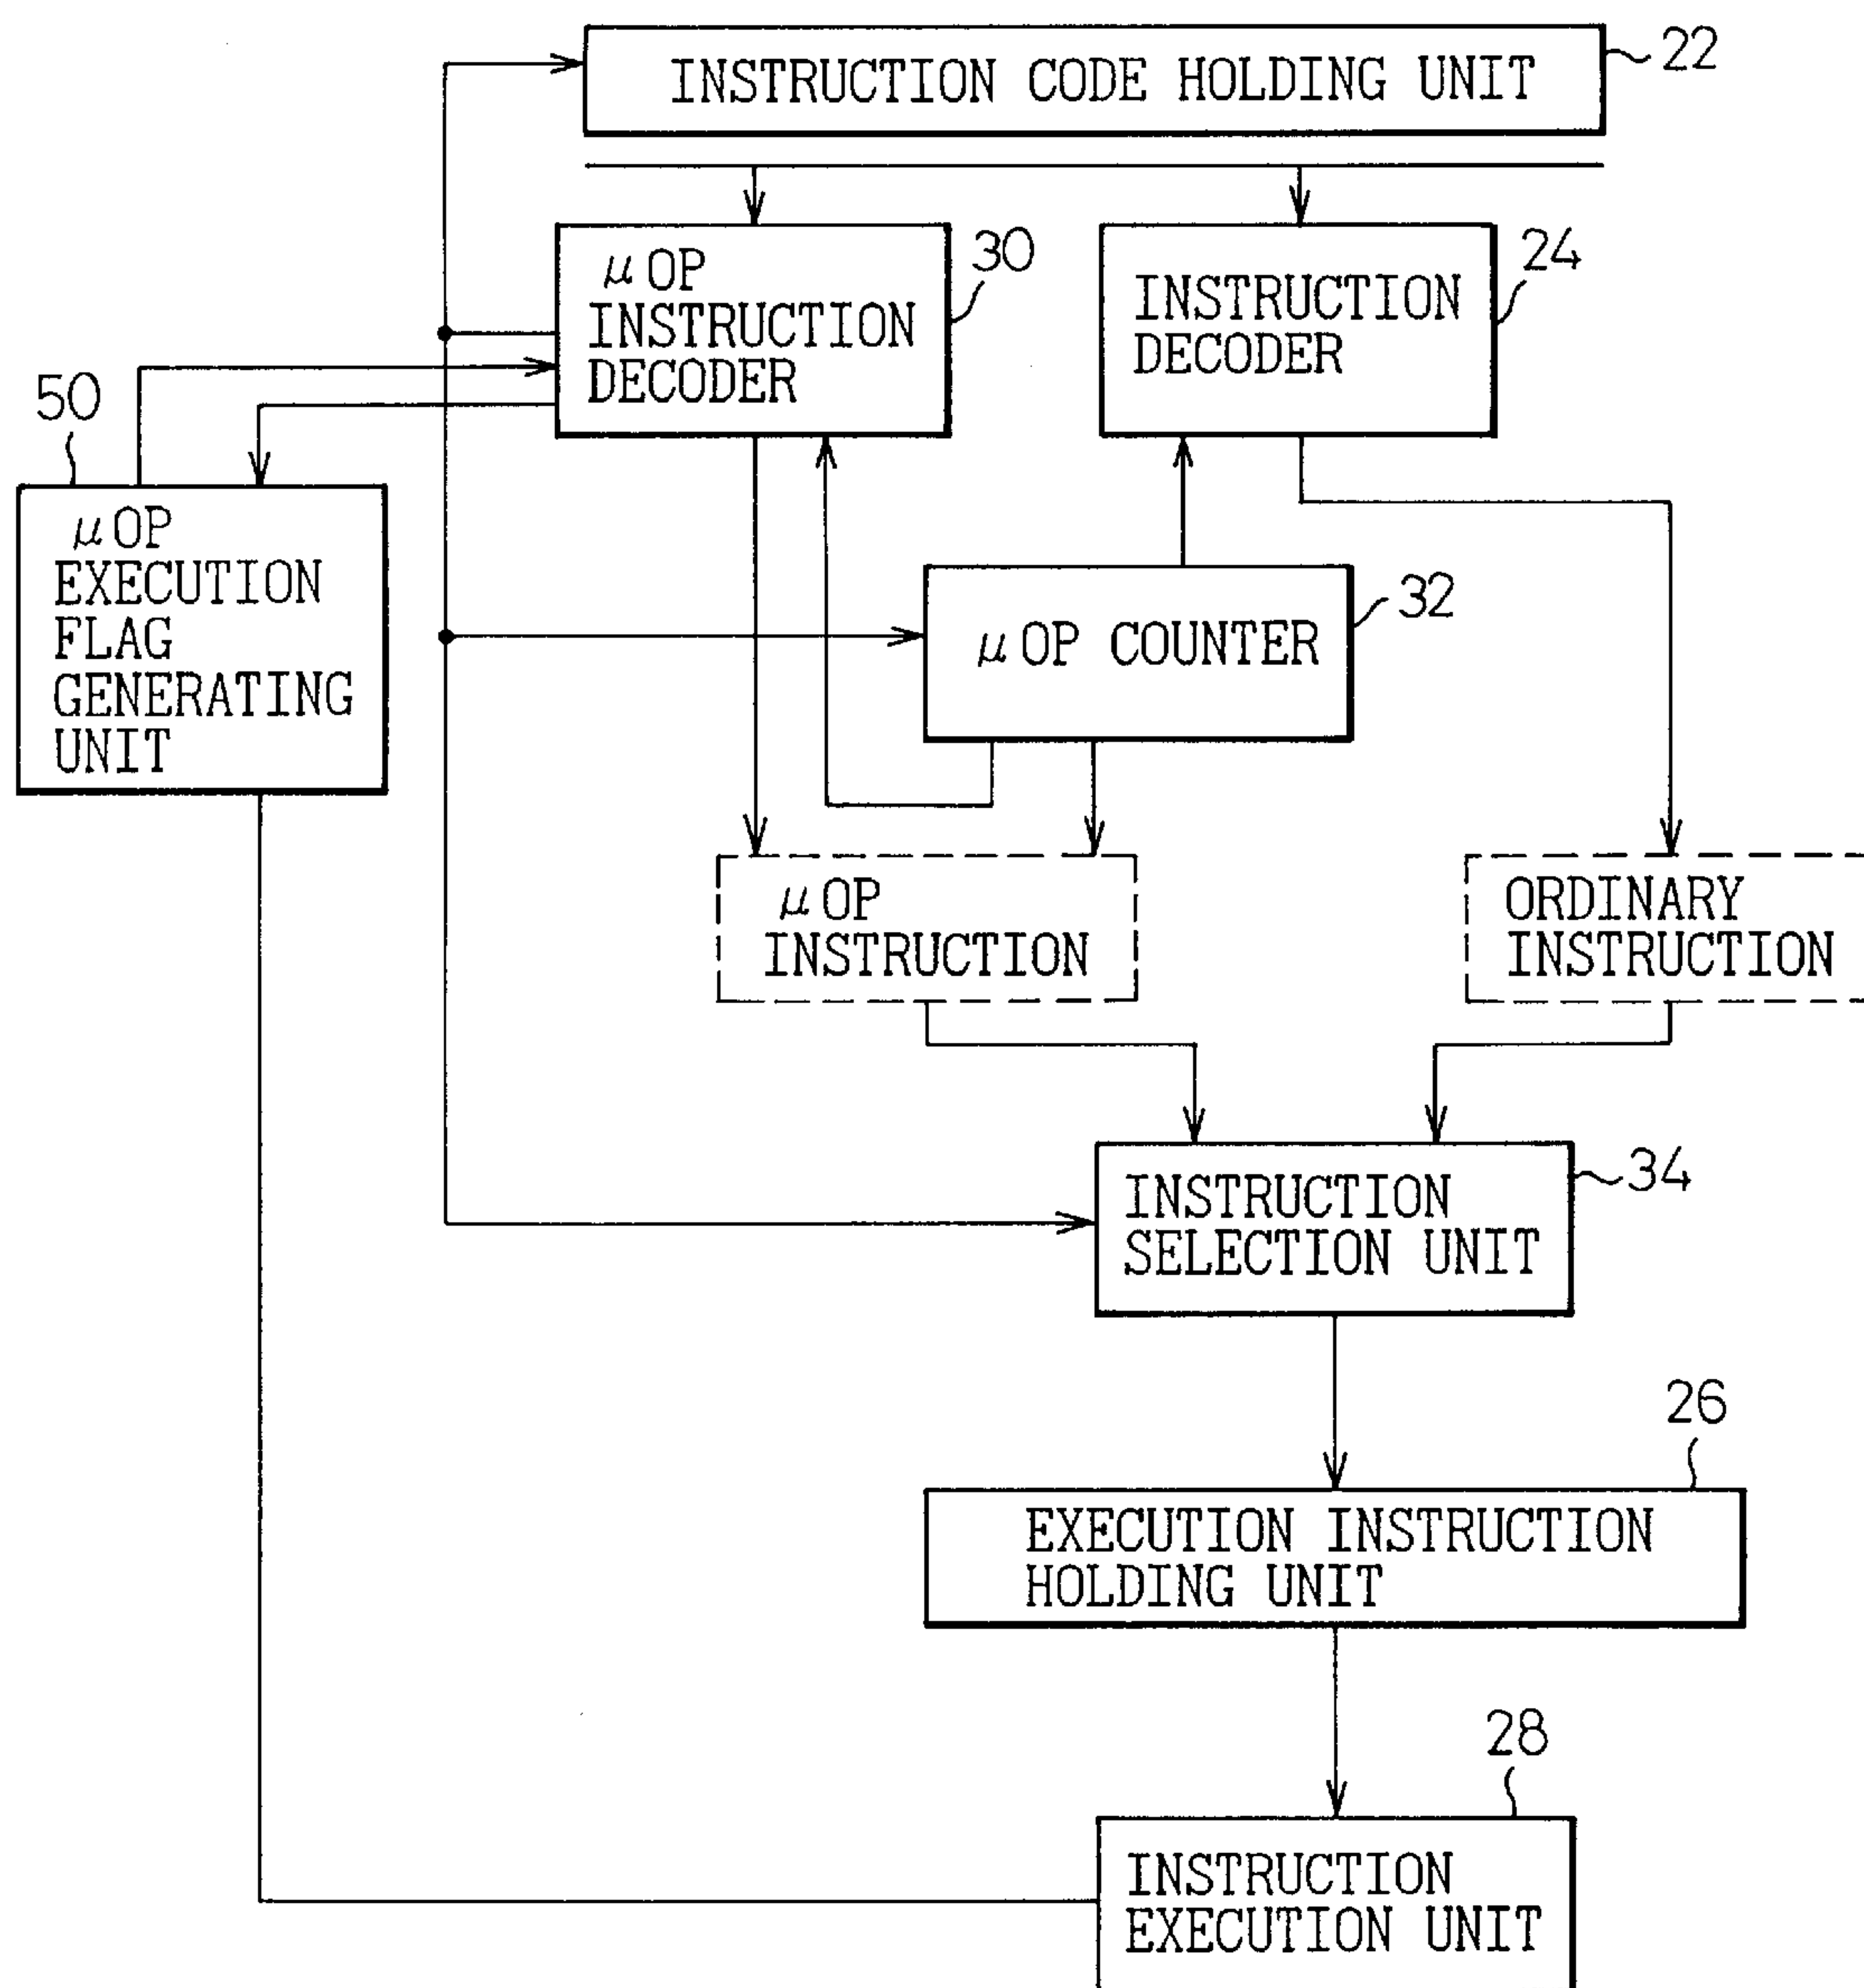 INSTRUCTION CODE HOLDING UNIT
22
μOP
INSTRUCTION
DECODER
30
INSTRUCTION
DECODER
24
50
μOP
EXECUTION
FLAG
GENERATING
UNIT
μOP COUNTER
32
μOP
INSTRUCTION
ORDINARY
INSTRUCTION
INSTRUCTION
SELECTION UNIT
34
26
EXECUTION INSTRUCTION
HOLDING UNIT
28
INSTRUCTION
EXECUTION UNIT